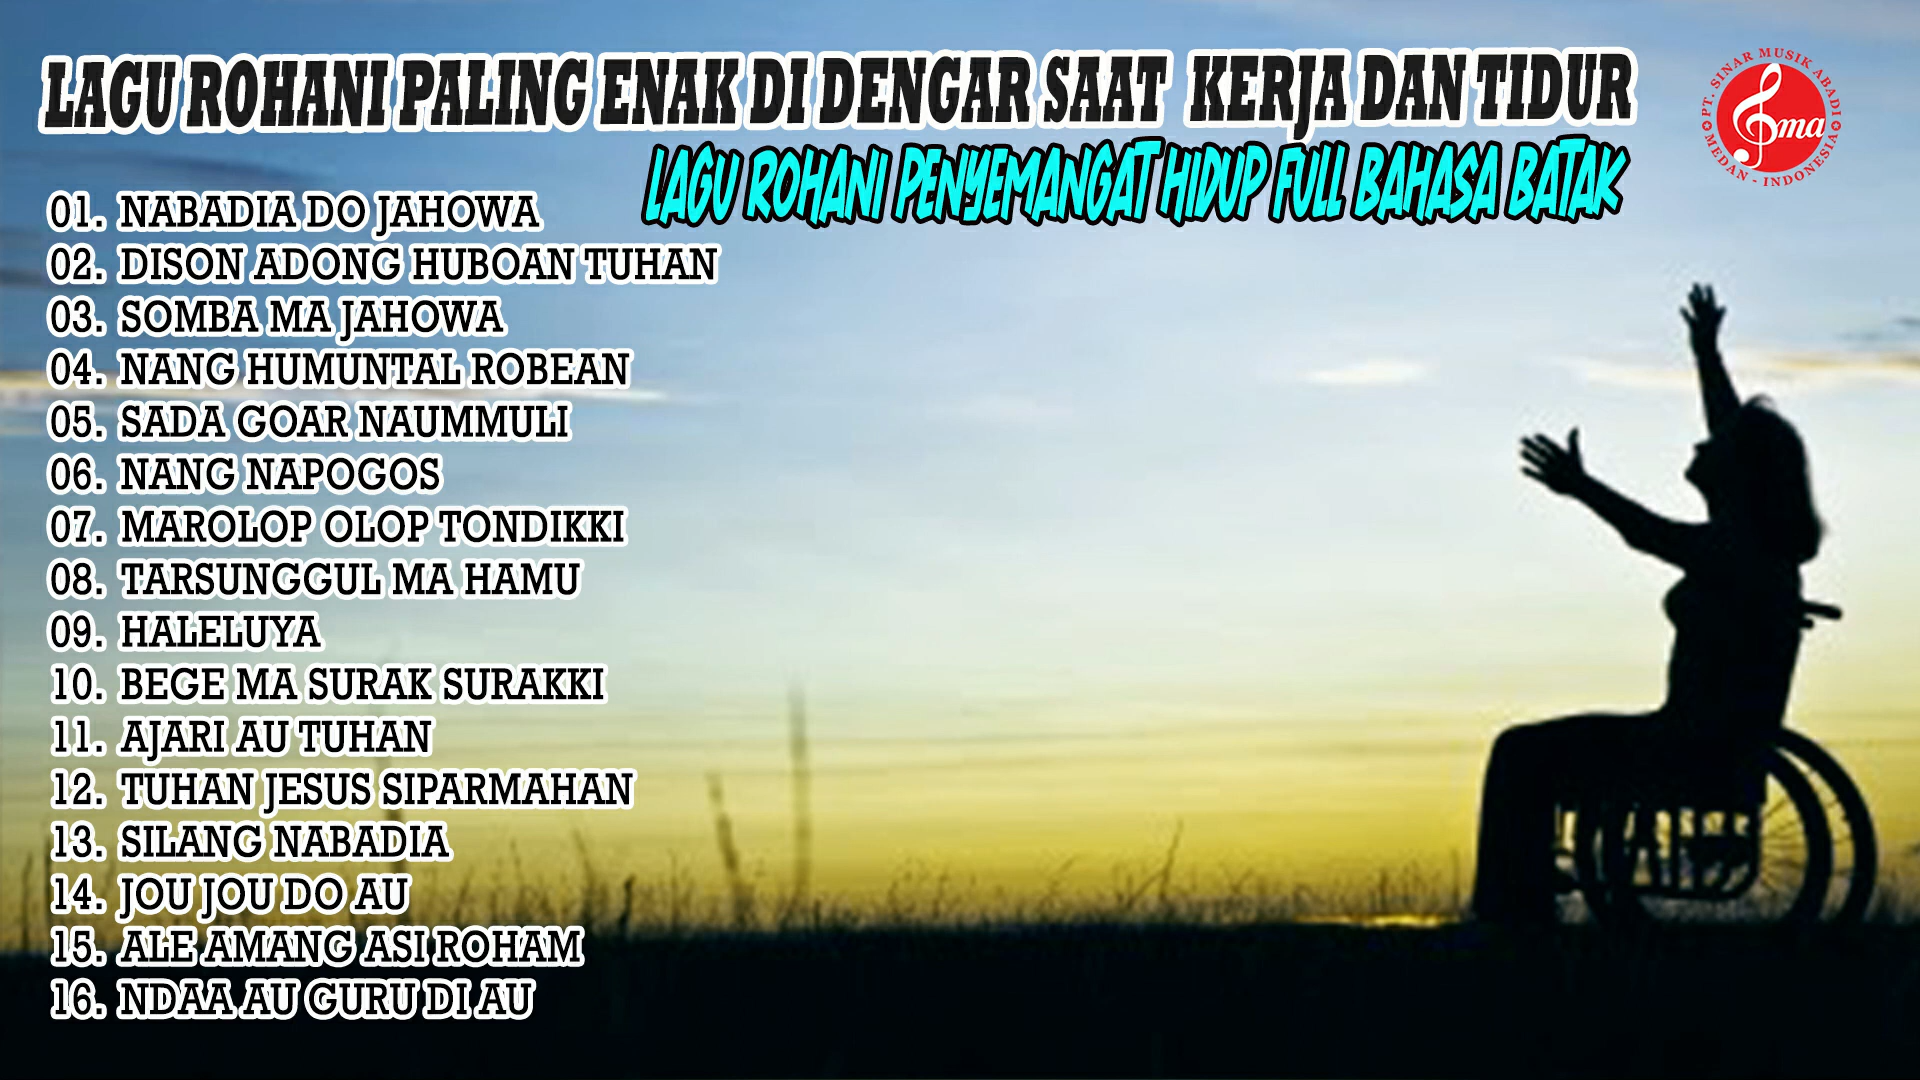 LAGU ROHANI PALING ENAK DI DENGAR SAAT KERJA DAN TIDUR
LAGU ROHANI PENYEMANGAT HIDUP FULL BAHASA BATAK
PT. SINAR MUSIK ABADI
sma
MEDAN - INDONESIA
01. NABADIA DO JAHOWA
02. DISON ADONG HUBOAN TUHAN
03. SOMBA MA JAHOWA
04. NANG HUMUNTAL ROBEAN
05. SADA GOAR NAUMMULI
06. NANG NAPOGOS
07. MAROLOP OLOP TONDIKKI
08. TARSUNGGUL MA HAMU
09. HALELUYA
10. BEGE MA SURAK SURAKKI
11. AJARI AU TUHAN
12. TUHAN JESUS SIPARMAHAN
13. SILANG NABADIA
14. JOU JOU DO AU
15. ALE AMANG ASI ROHAM
16. NDAA AU GURU DI AU